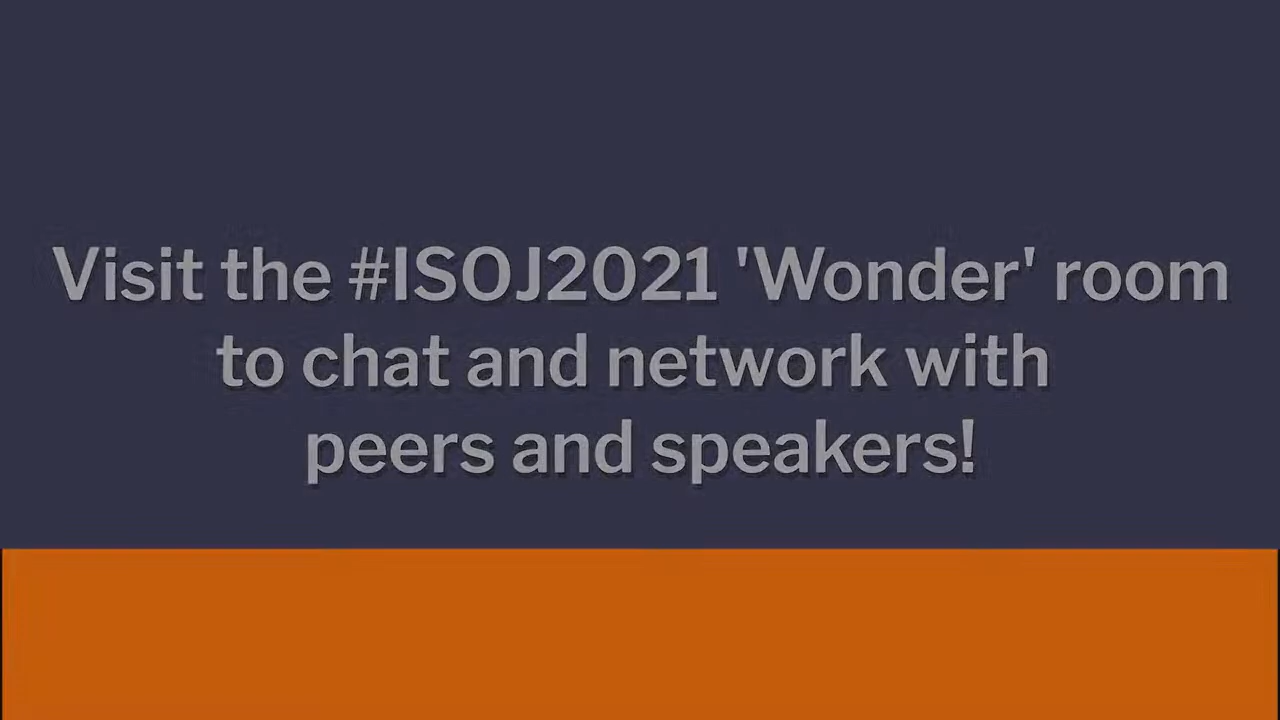 Visit the #ISOJ2021 'Wonder' room
to chat and network with
peers and speakers!